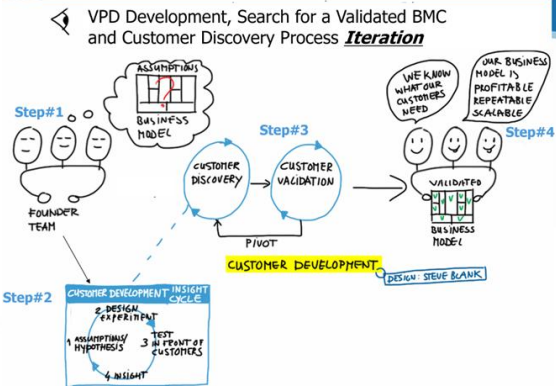 VPD Development, Search for a Validated BMC
and Customer Discovery Process Iteration
Step#1
ASSUMPTIONS
?
BUSINESS
MODEL
FOUNDER
TEAM
Step#2
CUSTOMER DEVELOPMENT INSIGHT
CYCLE
2 DESIGN
EXPERIMENT
1 ASSUMPTIONS/
HYPOTHESIS
3 TEST
IN FRONT OF
CUSTOMERS
4 INSIGHT
Step#3
CUSTOMER
DISCOVERY
CUSTOMER
VALIDATION
PIVOT
CUSTOMER DEVELOPMENT
DESIGN: STEVE BLANK
WE KNOW
WHAT OUR
CUSTOMERS
NEED
OUR BUSINESS
MODEL IS
PROFITABLE
REPEATABLE
SCALABLE
Step#4
VALIDATED
BUSINESS
MODEL